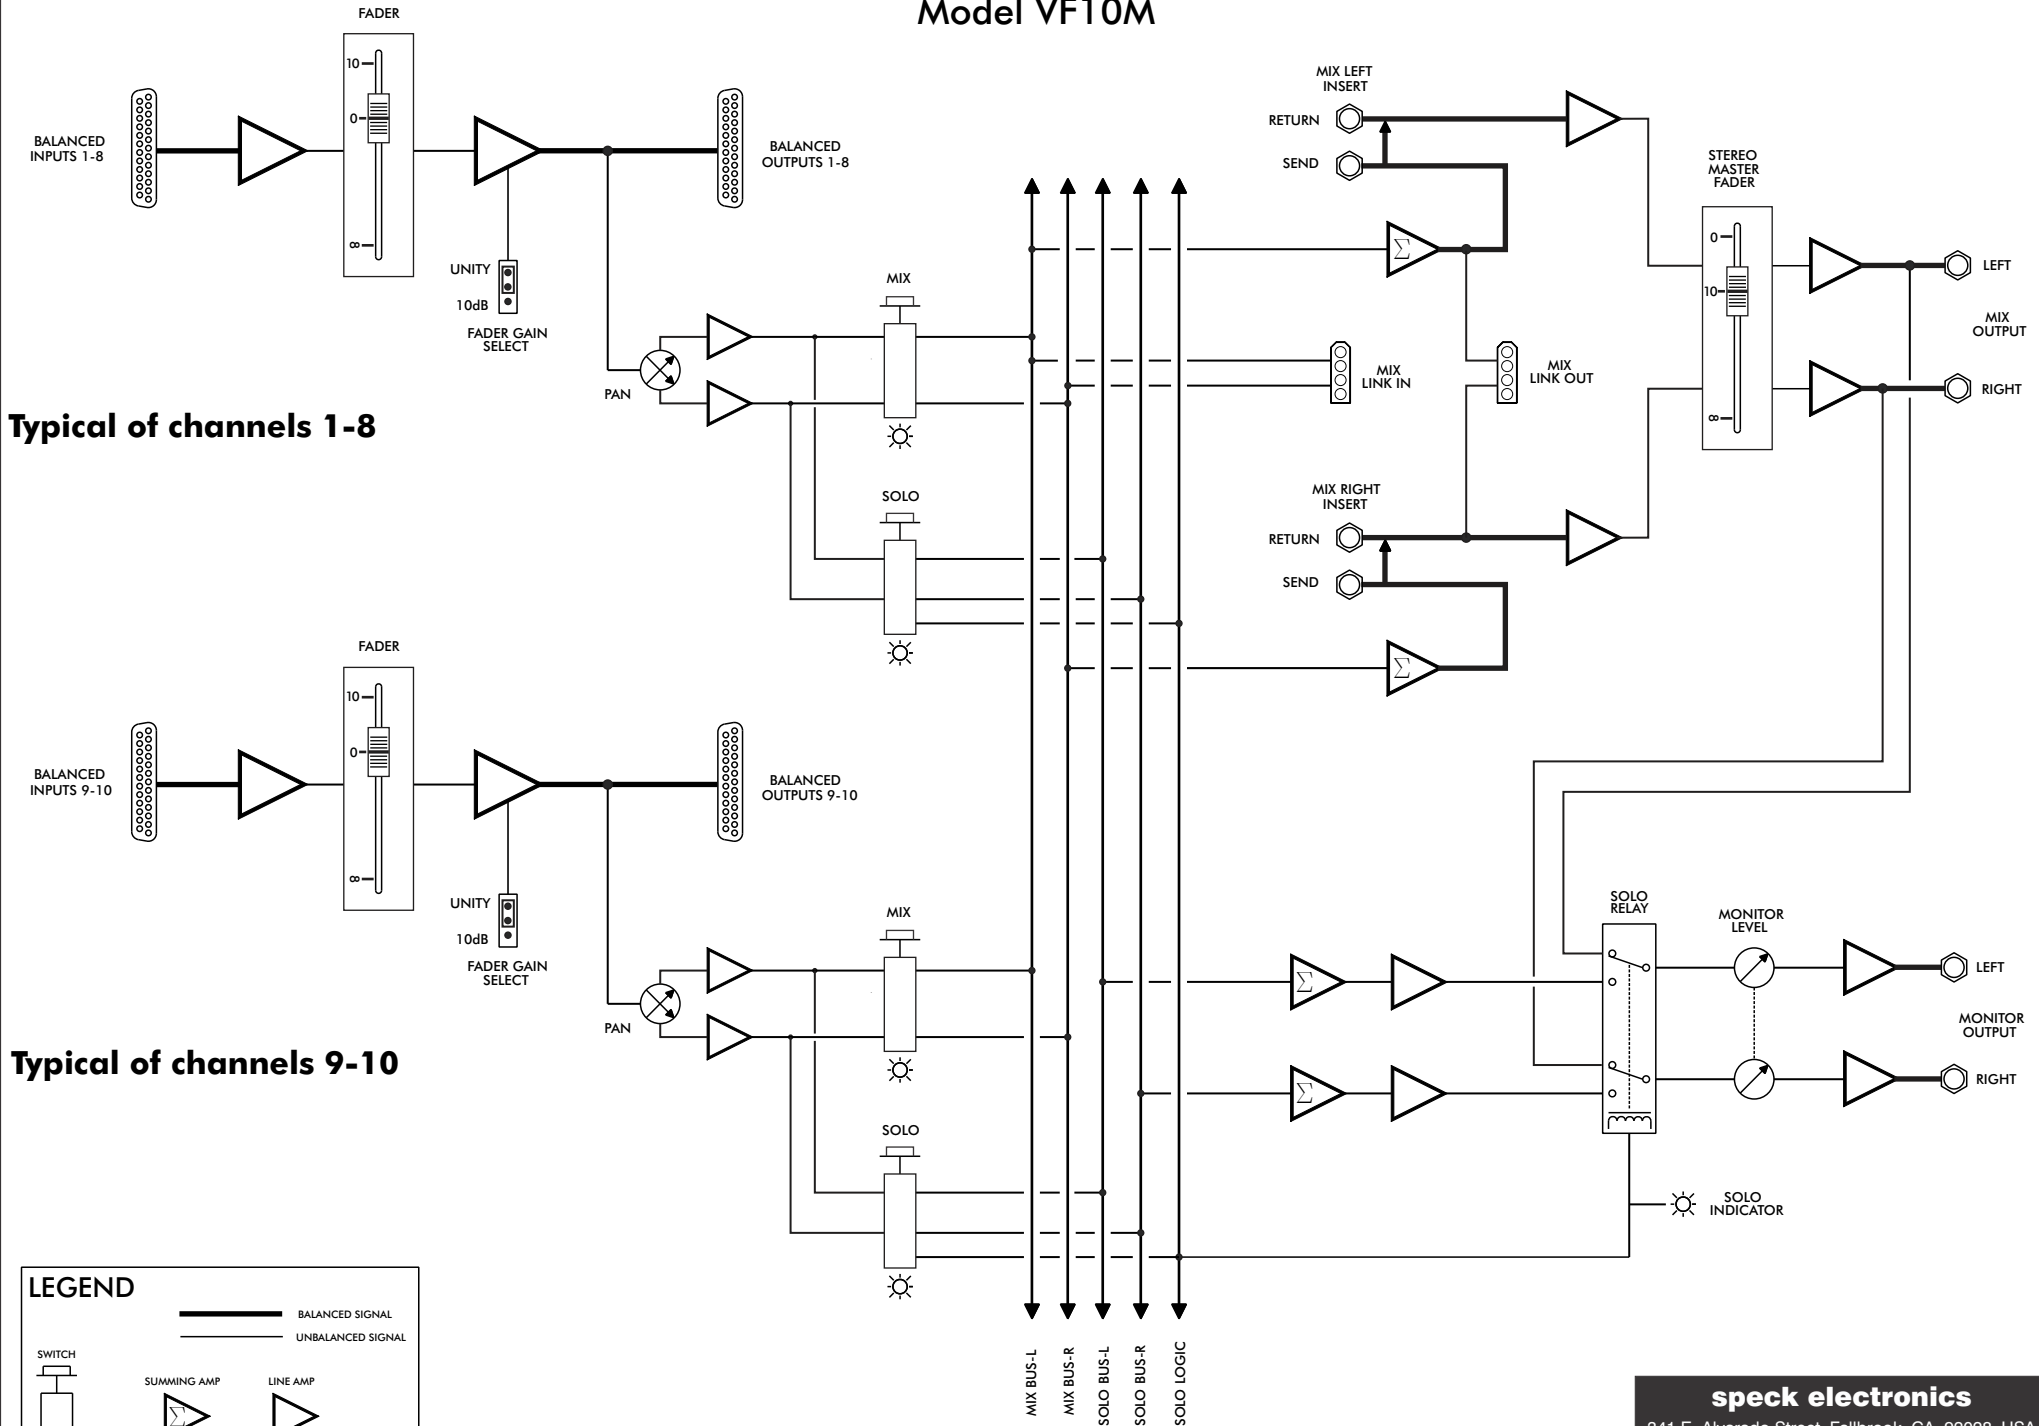 Model VF10M
FADER
10
0
∞
BALANCED
INPUTS 1-8
BALANCED
OUTPUTS 1-8
UNITY
10dB
FADER GAIN
SELECT
PAN
MIX
SOLO
Typical of channels 1-8
MIX LEFT
INSERT
RETURN
SEND
Σ
MIX
LINK IN
MIX
LINK OUT
MIX RIGHT
INSERT
RETURN
SEND
Σ
STEREO
MASTER
FADER
0
10
∞
LEFT
MIX
OUTPUT
RIGHT
FADER
10
0
∞
BALANCED
INPUTS 9-10
BALANCED
OUTPUTS 9-10
UNITY
10dB
FADER GAIN
SELECT
PAN
MIX
SOLO
Typical of channels 9-10
Σ
Σ
SOLO
RELAY
MONITOR
LEVEL
LEFT
MONITOR
OUTPUT
RIGHT
SOLO
INDICATOR
MIX BUS-L
MIX BUS-R
SOLO BUS-L
SOLO BUS-R
SOLO LOGIC
LEGEND
BALANCED SIGNAL
UNBALANCED SIGNAL
SWITCH
SUMMING AMP
LINE AMP
Σ
speck electronics